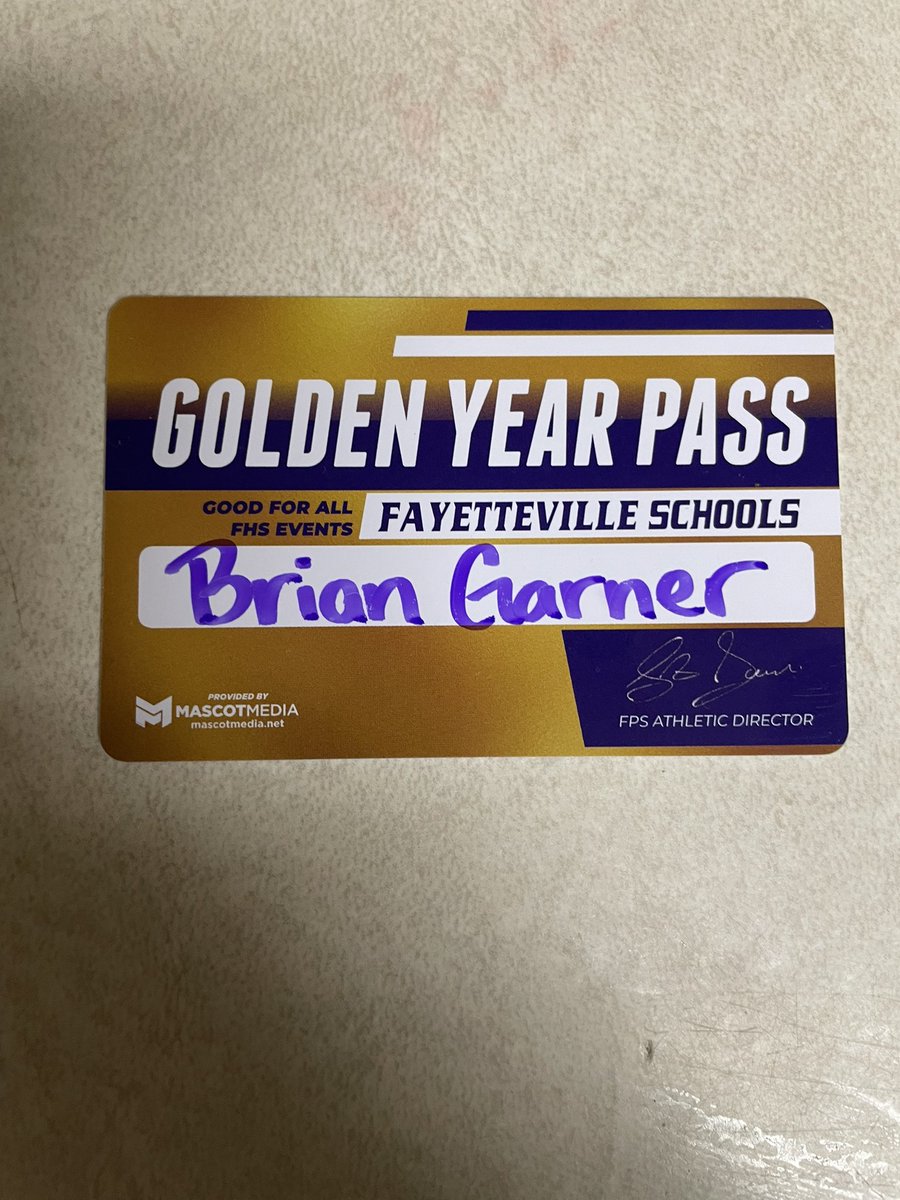 GOLDEN YEAR PASS
GOOD FOR ALL
FHS EVENTS
FAYETTEVILLE SCHOOLS
Brian Garner
PROVIDED BY
MASCOTMEDIA
mascotmedia.net
FPS ATHLETIC DIRECTOR